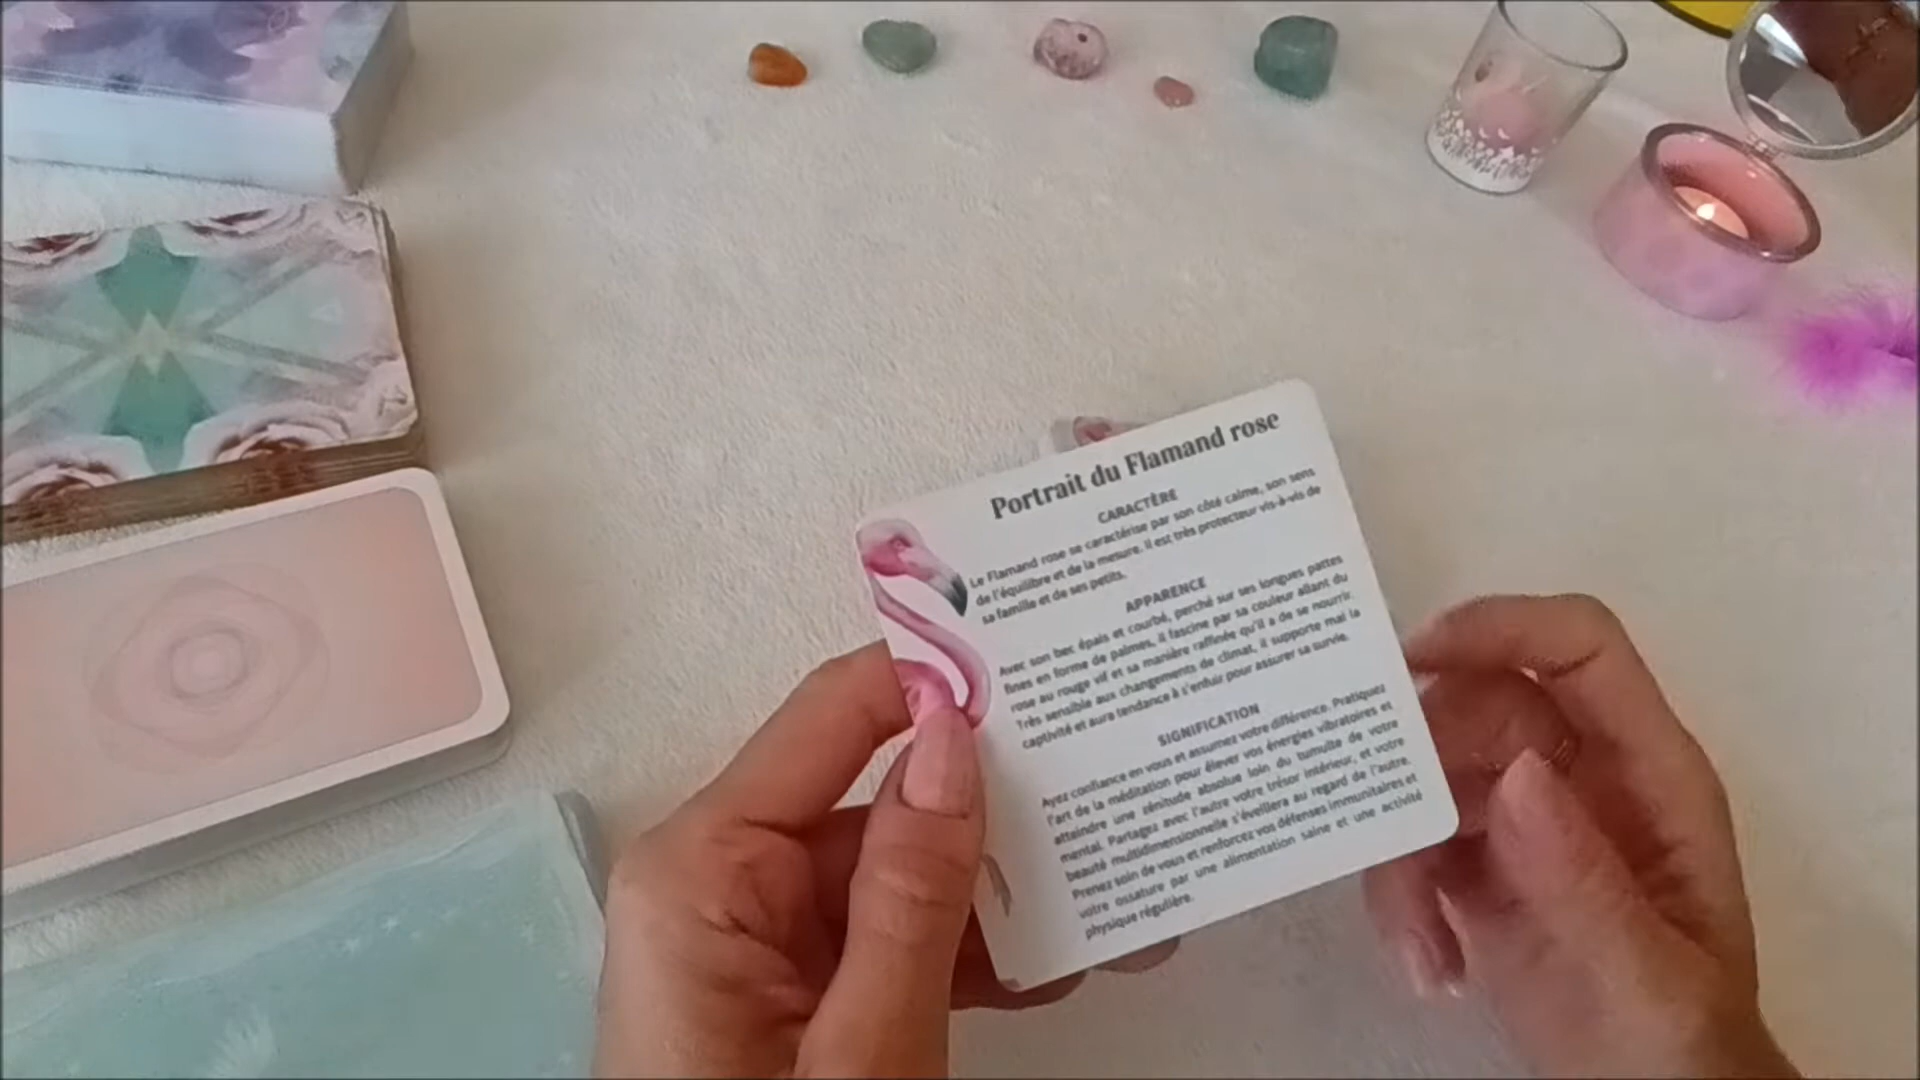 Portrait du Flamand rose
CARACTÈRE
Le Flamand rose se caractérise par son côté calme, son sens
de l'équilibre et de la mesure. Il est très protecteur vis-à-vis de
sa famille et de ses petits.
APPARENCE
Avec son bec épais et courbé, perché sur ses longues pattes
fines en forme de palmes, il fascine par sa couleur allant du
rose au rouge vif et sa manière raffinée qu'il a de se nourrir.
Très sensible aux changements de climat, il supporte mal la
captivité et aura tendance à s'enfuir pour assurer sa survie.
SIGNIFICATION
Ayez confiance en vous et assumez votre différence. Pratiquez
l'art de la méditation pour élever vos énergies vibratoires et
atteindre une zénitude absolue loin du tumulte de votre
mental. Partagez avec l'autre votre trésor intérieur, et votre
beauté multidimensionnelle s'éveillera au regard de l'autre.
Prenez soin de vous et renforcez vos défenses immunitaires et
votre ossature par une alimentation saine et une activité
physique régulière.